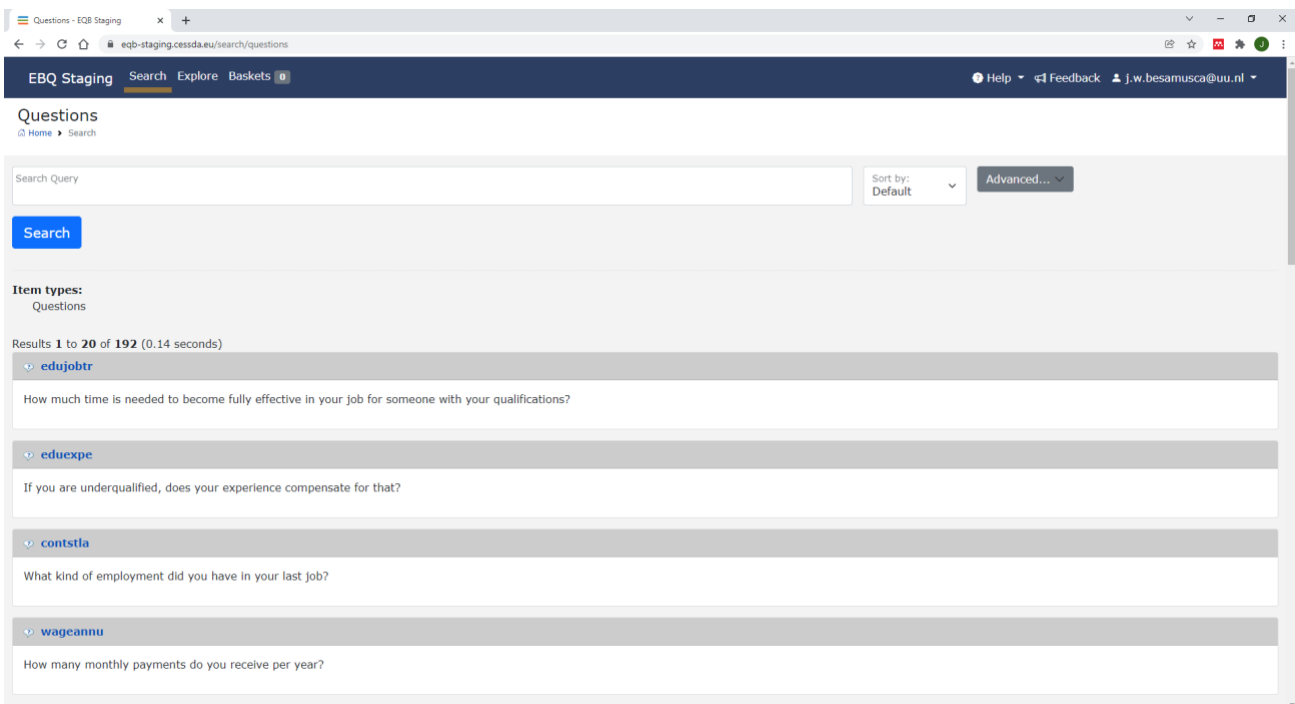 Questions - EQB Staging
eqb-staging.cessda.eu/search/questions
J
EBQ Staging Search Explore Baskets 0 Help Feedback j.w.besamusca@uu.nl
Questions
Home Search
Search Query
Sort by:
Default
Advanced...
Search
Item types:
Questions
Results 1 to 20 of 192 (0.14 seconds)
edujobtr
How much time is needed to become fully effective in your job for someone with your qualifications?
eduexpe
If you are underqualified, does your experience compensate for that?
contstla
What kind of employment did you have in your last job?
wageannu
How many monthly payments do you receive per year?